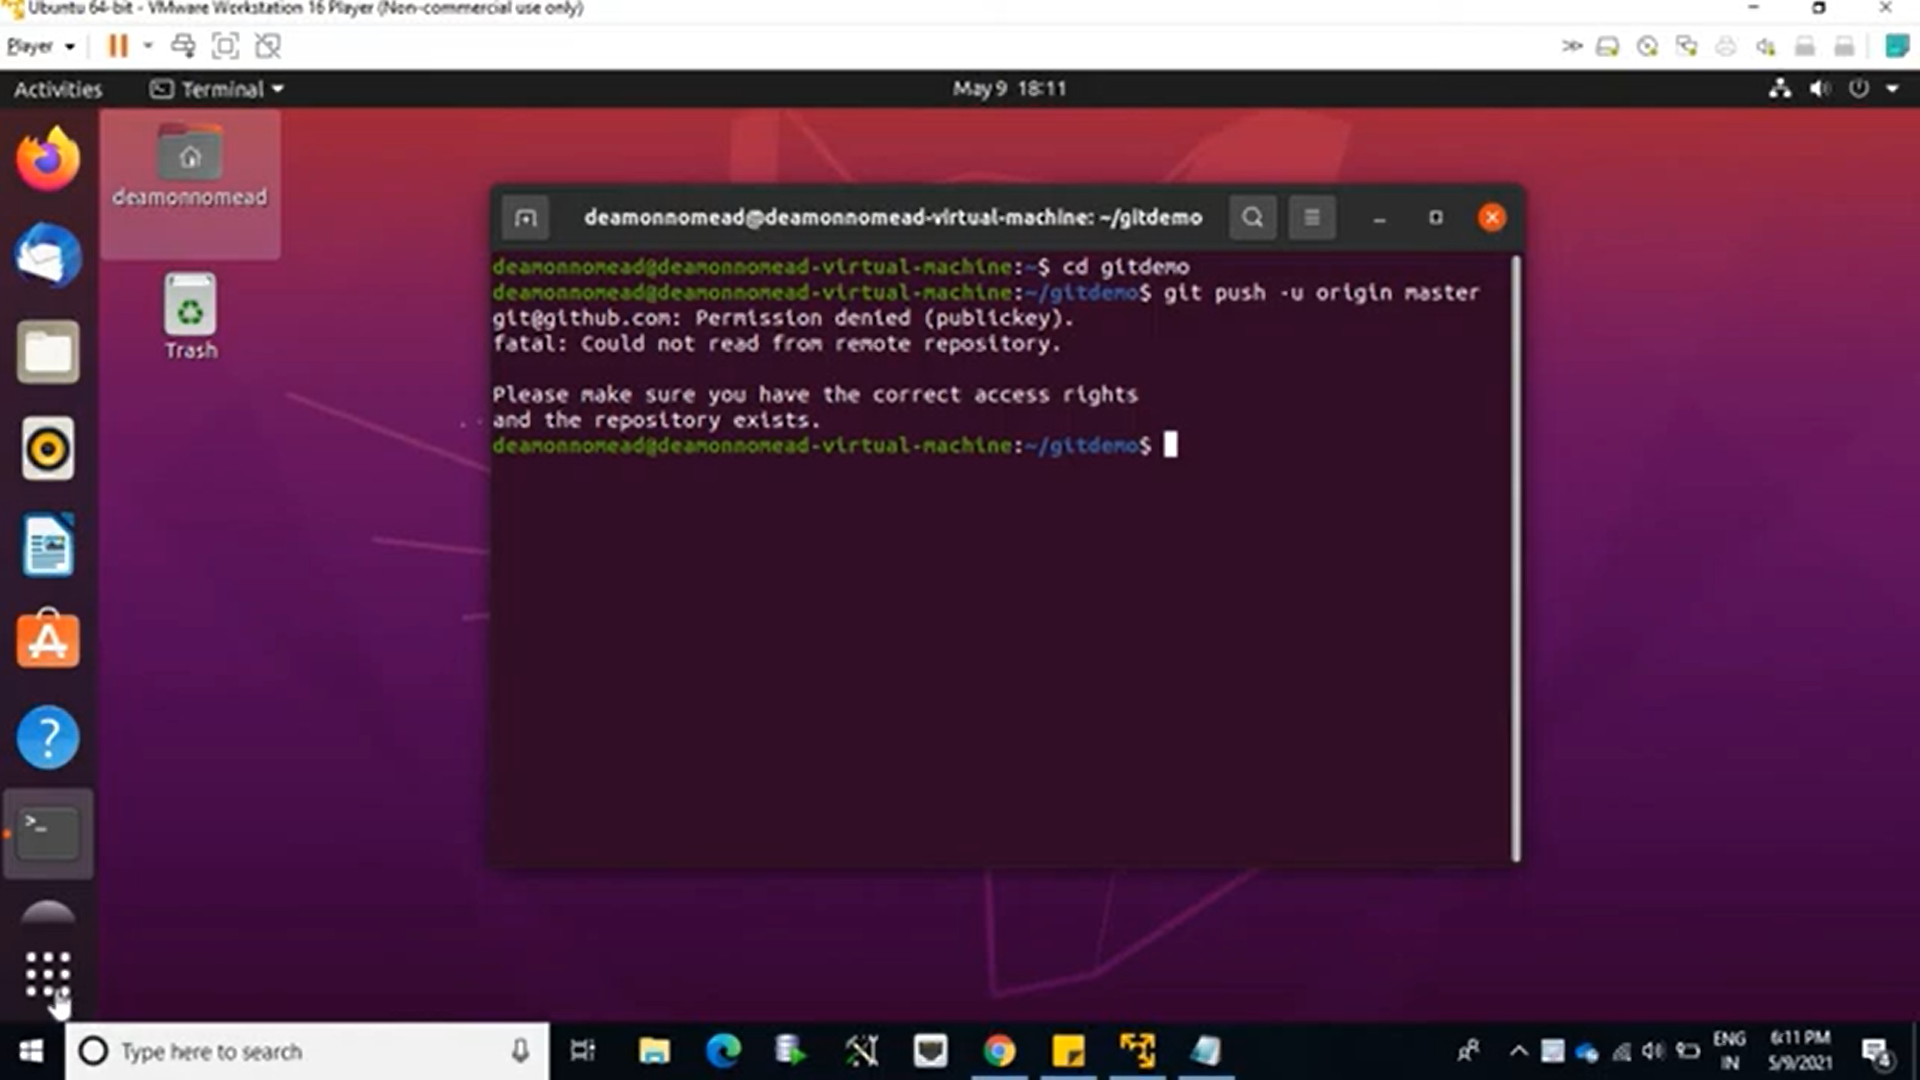 Ubuntu 64-bit - VMware Workstation 16 Player (Non-commercial use only)
Player
Activities
Terminal
May 9 18:11
deamonnomead
Trash
deamonnomead@deamonnomead-virtual-machine: ~/gitdemo
deamonnomead@deamonnomead-virtual-machine:~$ cd gitdemo
deamonnomead@deamonnomead-virtual-machine:~/gitdemo$ git push -u origin master
git@github.com: Permission denied (publickey).
fatal: Could not read from remote repository.
Please make sure you have the correct access rights
and the repository exists.
deamonnomead@deamonnomead-virtual-machine:~/gitdemo$
Type here to search
ENG
IN
6:11 PM
5/9/2021
4